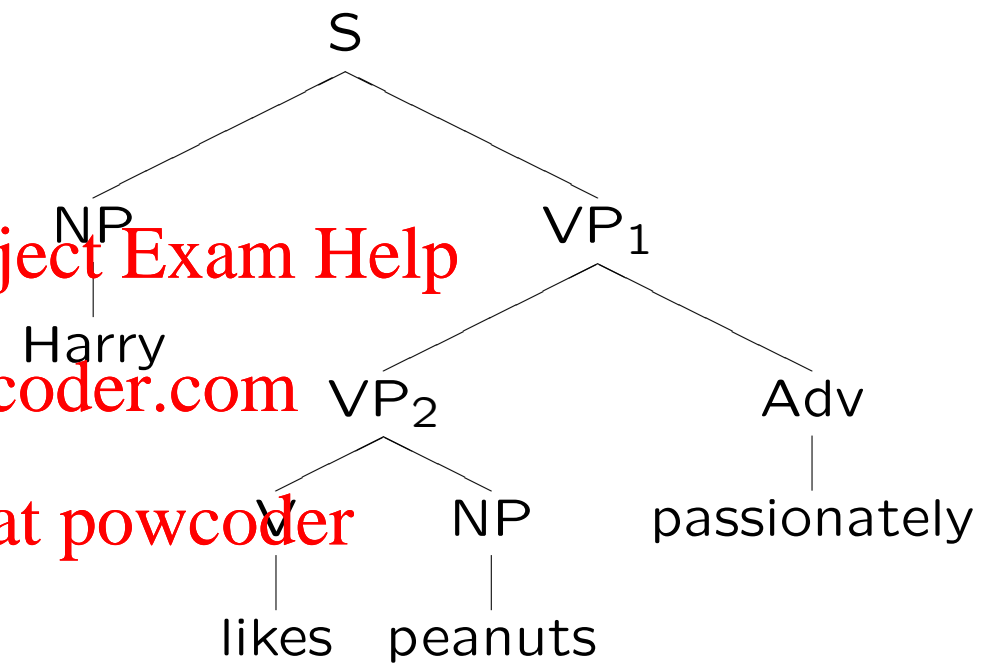 S
NP VP1
ject Exam Help
Harry
coder.com VP2 Adv
at powcoder V NP passionately
likes peanuts